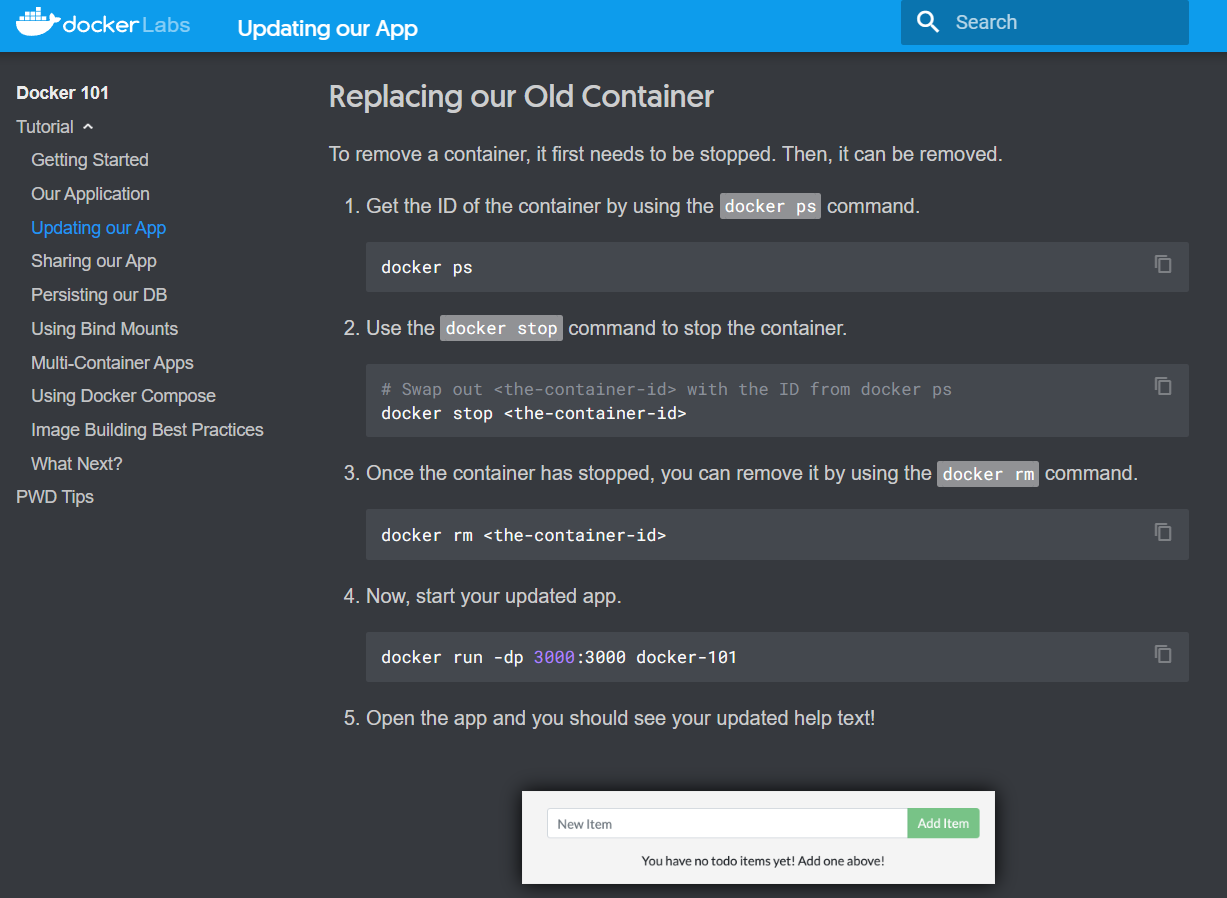 docker Labs
Updating our App
Search
Docker 101
Tutorial
Getting Started
Our Application
Updating our App
Sharing our App
Persisting our DB
Using Bind Mounts
Multi-Container Apps
Using Docker Compose
Image Building Best Practices
What Next?
PWD Tips
Replacing our Old Container
To remove a container, it first needs to be stopped. Then, it can be removed.
1. Get the ID of the container by using the docker ps command.
docker ps
2. Use the docker stop command to stop the container.
# Swap out <the-container-id> with the ID from docker ps
docker stop <the-container-id>
3. Once the container has stopped, you can remove it by using the docker rm command.
docker rm <the-container-id>
4. Now, start your updated app.
docker run -dp 3000:3000 docker-101
5. Open the app and you should see your updated help text!
New Item
Add Item
You have no todo items yet! Add one above!